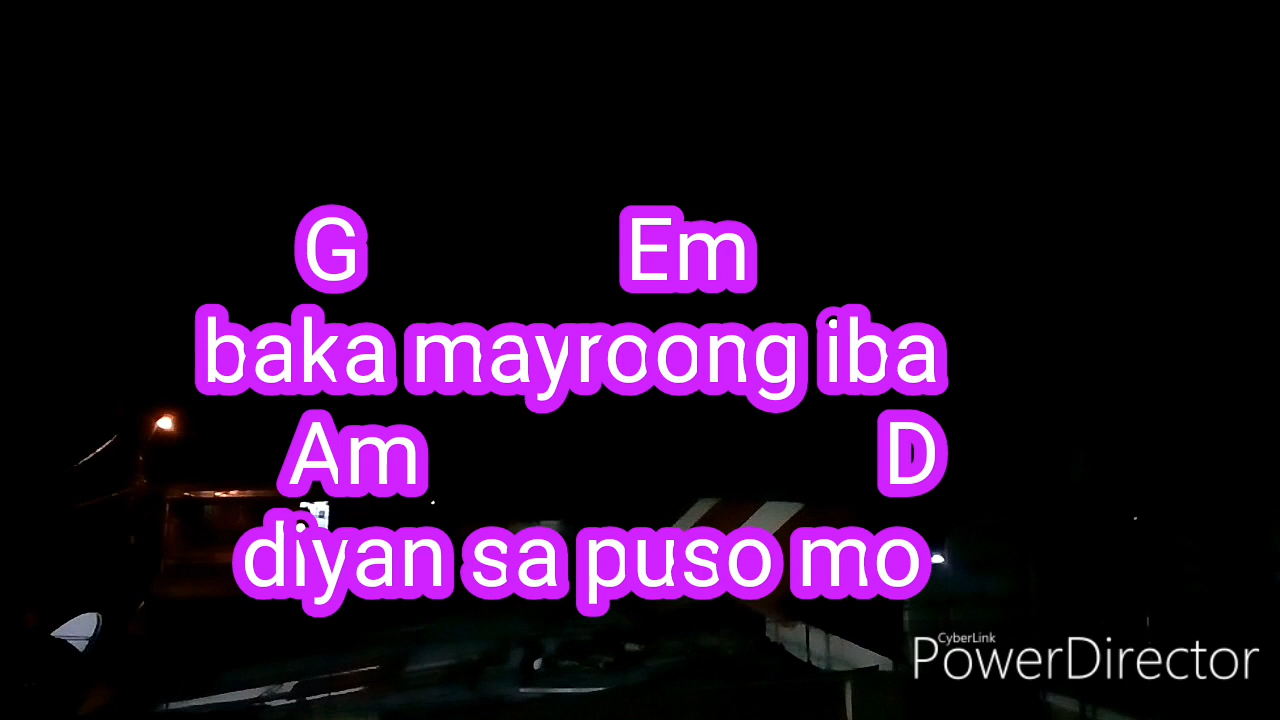 G Em
baka mayroong iba
Am D
diyan sa puso mo
CyberLink
PowerDirector